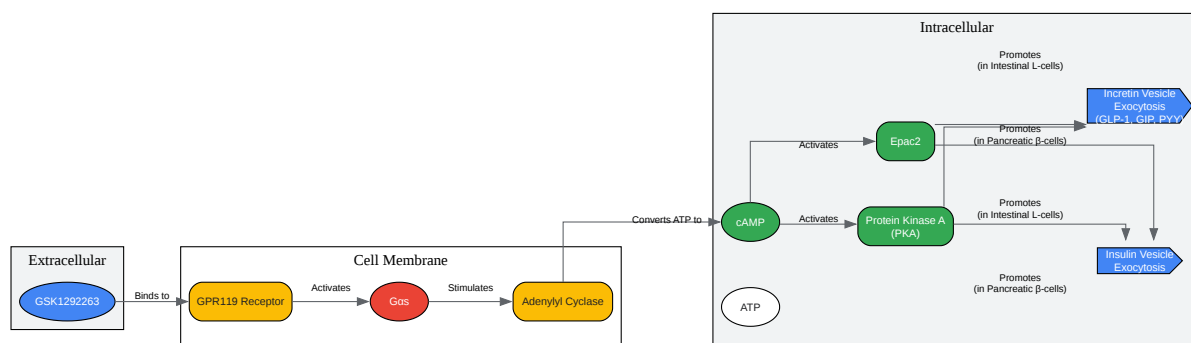 Extracellular
GSK1292263
Binds to
Cell Membrane
GPR119 Receptor
Activates
Gαs
Stimulates
Adenylyl Cyclase
Converts ATP to
Intracellular
cAMP
Activates
Epac2
Activates
Protein Kinase A
(PKA)
Promotes
(in Intestinal L-cells)
Incretin Vesicle
Exocytosis
(GLP-1, GIP, PYY)
Promotes
(in Pancreatic β-cells)
Promotes
(in Intestinal L-cells)
Insulin Vesicle
Exocytosis
Promotes
(in Pancreatic β-cells)
ATP